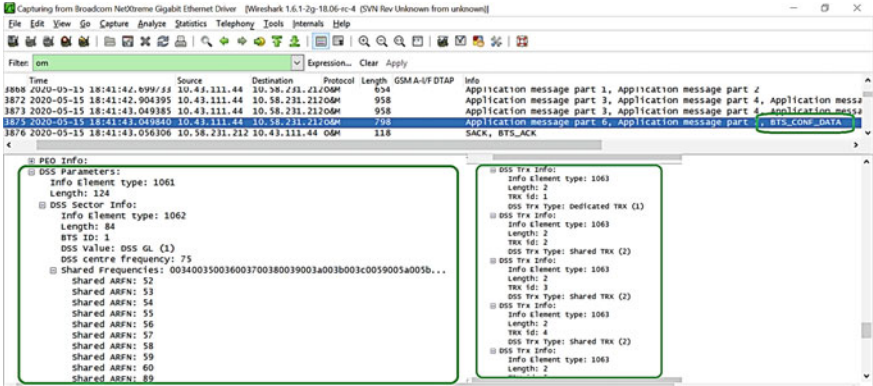 Capturing from Broadcom NetXtreme Gigabit Ethernet Driver [Wireshark 1.6.1-2g-18.06-rc-4 (SVN Rev Unknown from unknown)]
File Edit View Go Capture Analyze Statistics Telephony Tools Internals Help
Filter: om Expression... Clear Apply
Time Source Destination Protocol Length GSM A-I/F DTAP Info
3868 2020-05-15 18:41:42.699733 10.43.111.44 10.58.231.212O&M 654 Application message part 1, Application message part 2
3872 2020-05-15 18:41:42.904395 10.43.111.44 10.58.231.212O&M 958 Application message part 2, Application message part 4, Application messa
3873 2020-05-15 18:41:43.049385 10.43.111.44 10.58.231.212O&M 958 Application message part 3, Application message part 4, Application messa
3875 2020-05-15 18:41:43.049840 10.43.111.44 10.58.231.212O&M 798 Application message part 6, Application message part , BTS_CONF_DATA
3876 2020-05-15 18:41:43.056306 10.58.231.212 10.43.111.44 O&M 118 SACK, BTS_ACK
PEO Info:
DSS Parameters:
Info Element type: 1061
Length: 124
DSS Sector Info:
Info Element type: 1062
Length: 84
BTS ID: 1
DSS Value: DSS GL (1)
DSS centre frequency: 75
Shared Frequencies: 003400350036003700380039003a003b003c0059005a005b...
Shared ARFN: 52
Shared ARFN: 53
Shared ARFN: 54
Shared ARFN: 55
Shared ARFN: 56
Shared ARFN: 57
Shared ARFN: 58
Shared ARFN: 59
Shared ARFN: 60
Shared ARFN: 89
DSS Trx Info:
Info Element type: 1063
Length: 2
TRX id: 1
DSS Trx Type: Dedicated TRX (1)
DSS Trx Info:
Info Element type: 1063
Length: 2
TRX id: 2
DSS Trx Type: Shared TRX (2)
DSS Trx Info:
Info Element type: 1063
Length: 2
TRX id: 3
DSS Trx Type: Shared TRX (2)
DSS Trx Info:
Info Element type: 1063
Length: 2
TRX id: 4
DSS Trx Type: Shared TRX (2)
DSS Trx Info:
Info Element type: 1063
Length: 2